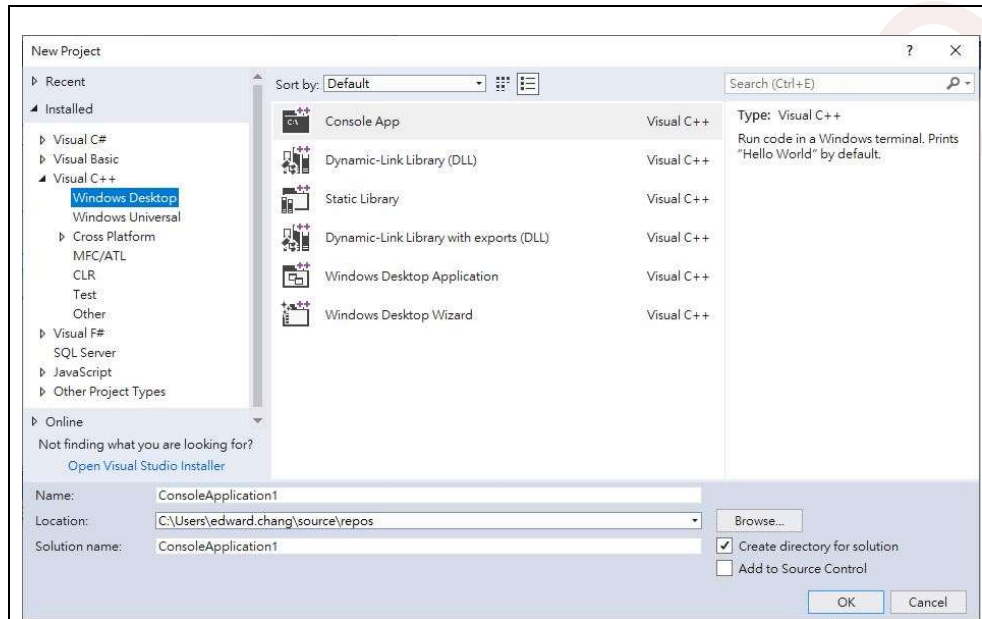 New Project
? X
Recent
Installed
Visual C#
Visual Basic
Visual C++
Windows Desktop
Windows Universal
Cross Platform
MFC/ATL
CLR
Test
Other
Visual F#
SQL Server
JavaScript
Other Project Types
Online
Not finding what you are looking for?
Open Visual Studio Installer
Sort by: Default
Console App Visual C++
Dynamic-Link Library (DLL) Visual C++
Static Library Visual C++
Dynamic-Link Library with exports (DLL) Visual C++
Windows Desktop Application Visual C++
Windows Desktop Wizard Visual C++
Search (Ctrl+E)
Type: Visual C++
Run code in a Windows terminal. Prints
"Hello World" by default.
Name: ConsoleApplication1
Location: C:\Users\edward.chang\source\repos Browse...
Solution name: ConsoleApplication1
Create directory for solution
Add to Source Control
OK Cancel